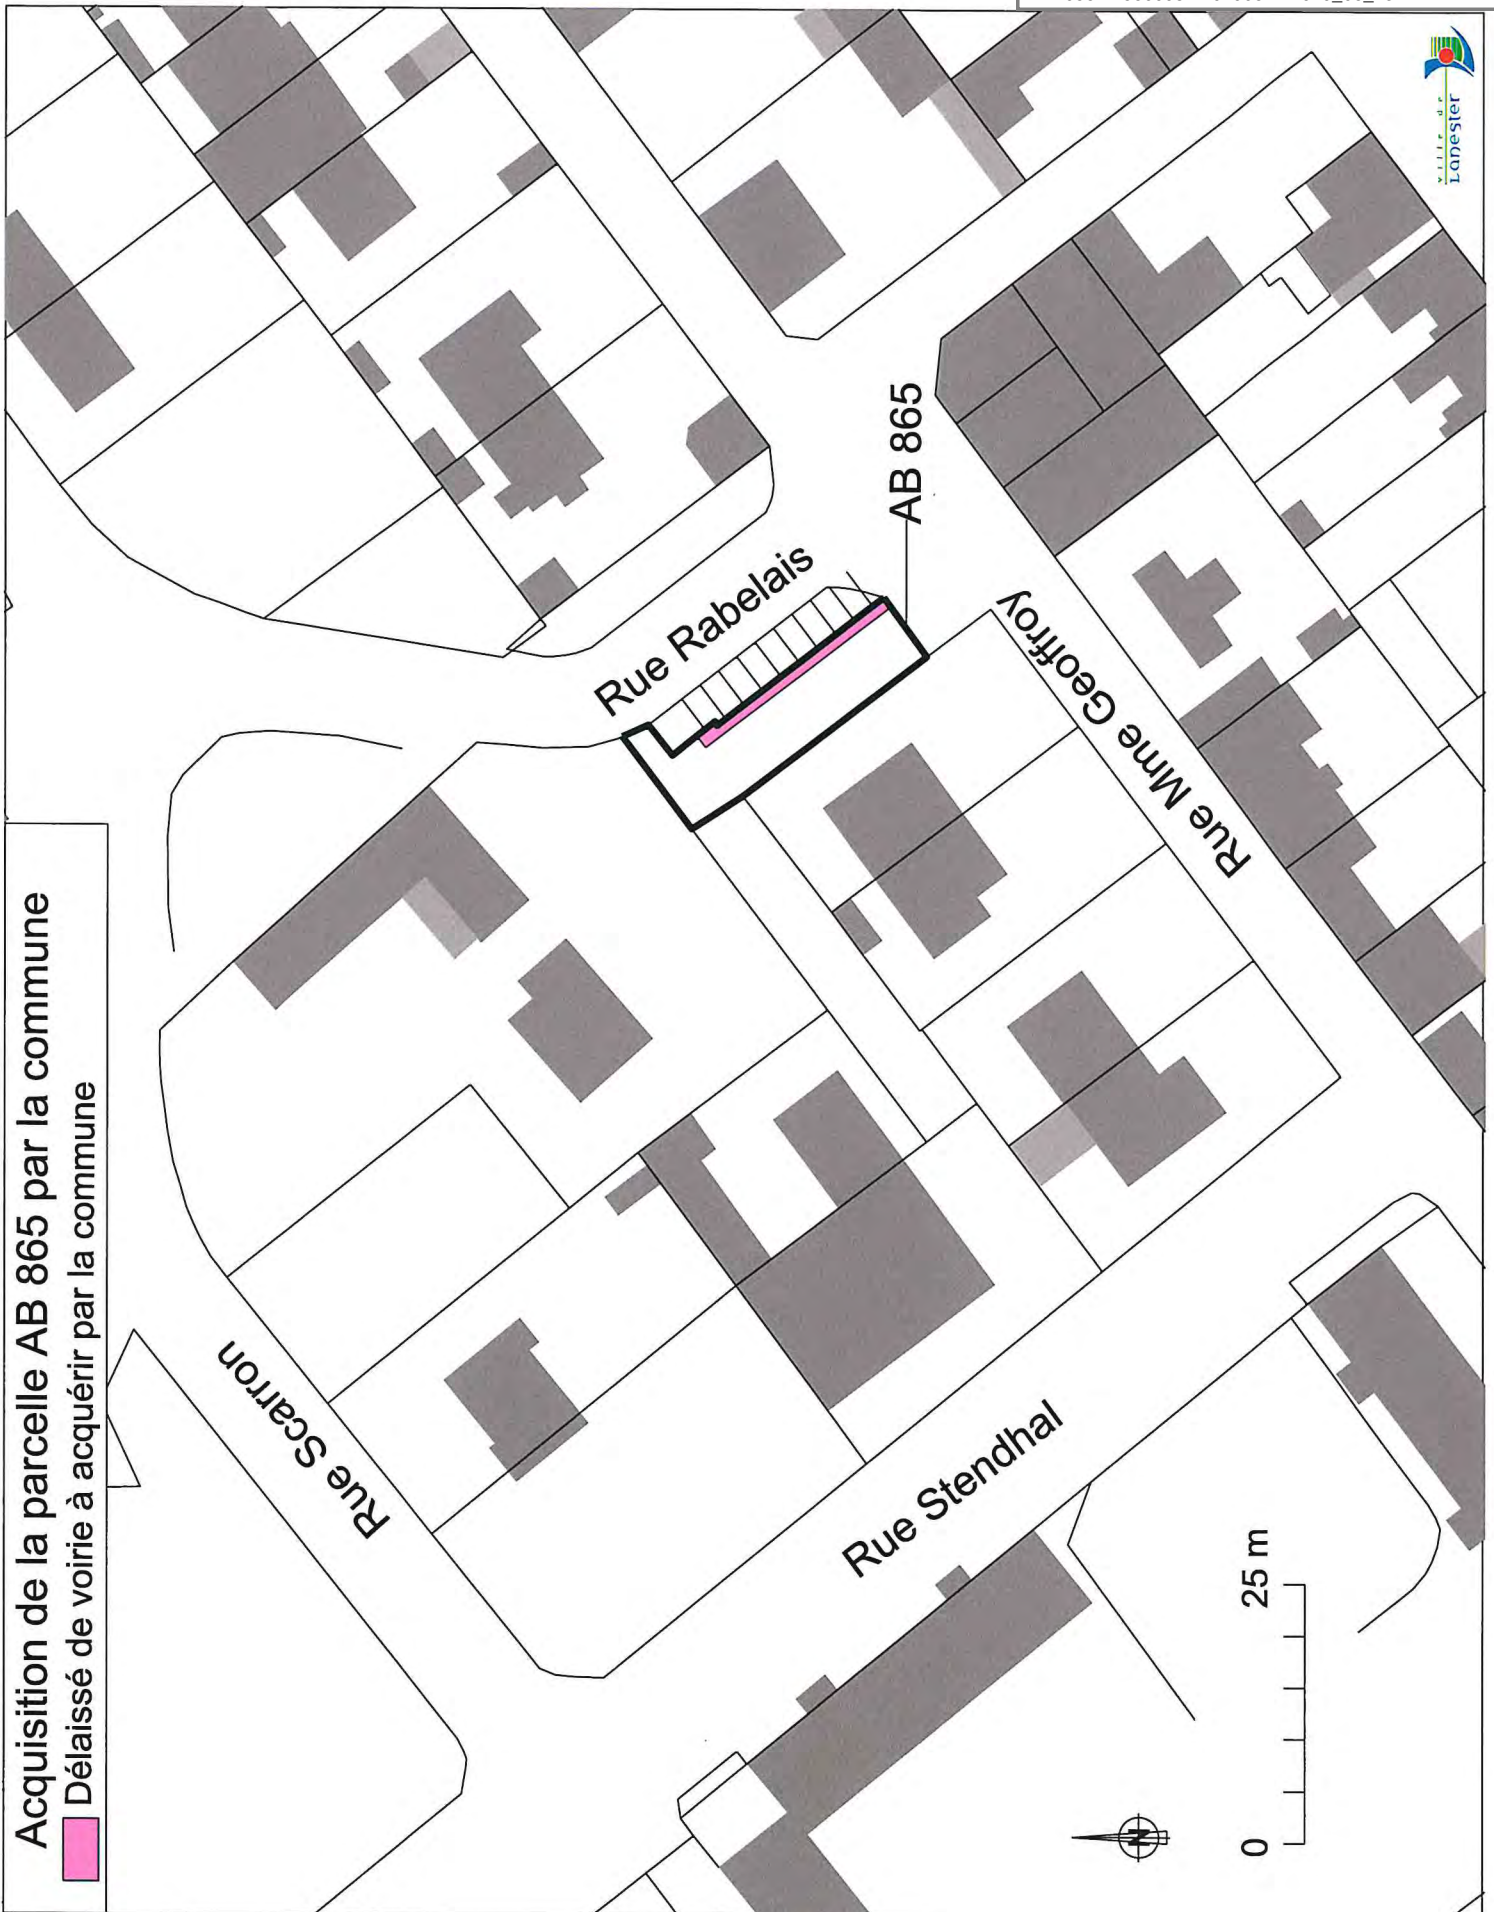 Acquisition de la parcelle AB 865 par la commune
Délaissé de voirie à acquérir par la commune
ville de
Lanester
Rue Rabelais
AB 865
Rue Mme Geoffroy
Rue Scarron
Rue Stendhal
N
0 25 m